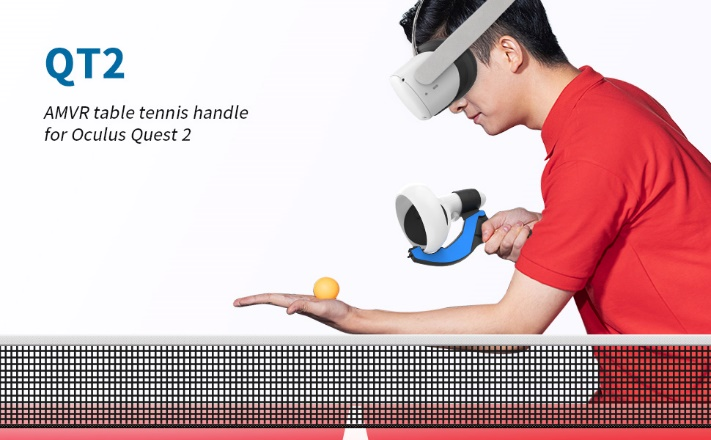 QT2
AMVR table tennis handle
for Oculus Quest 2